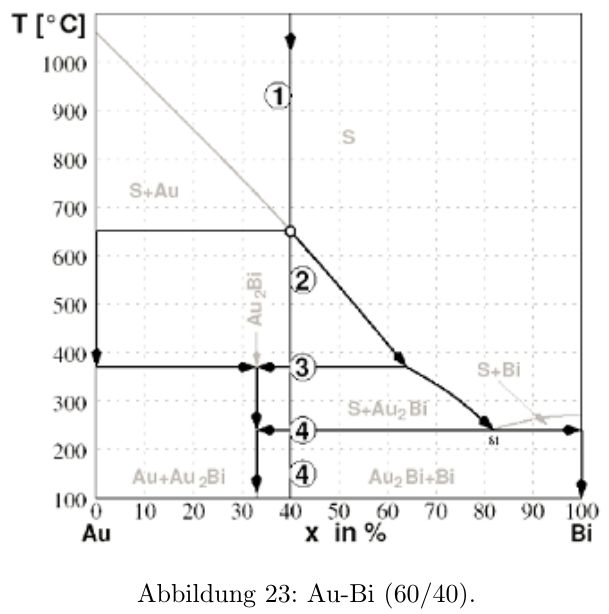 T [°C]
1000
900
800
700
600
500
400
300
200
100
1
S
S+Au
2
Au₂Bi
3
S+Bi
S+Au₂Bi
4
4
Au+Au₂Bi
Au₂Bi+Bi
0 10 20 30 40 50 60 70 80 90 100
Au x in % Bi
Abbildung 23: Au-Bi (60/40).